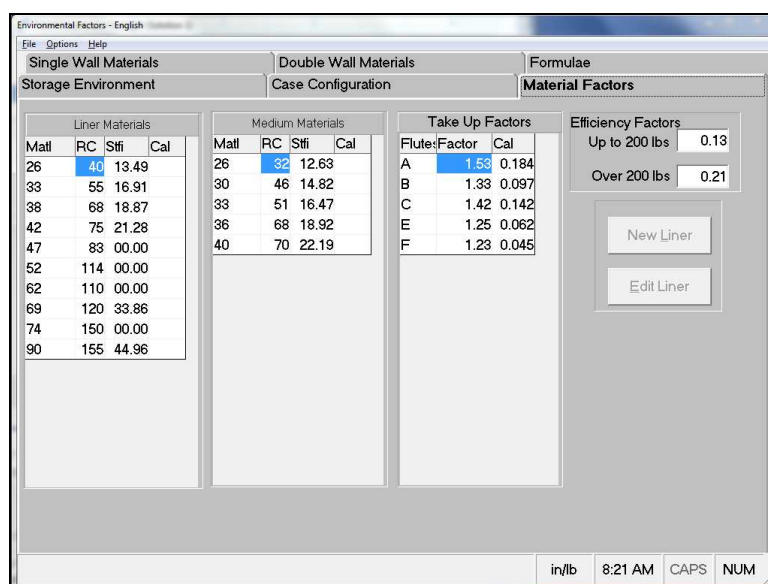 Environmental Factors - English
File Options Help
Single Wall Materials Double Wall Materials Formulae
Storage Environment Case Configuration Material Factors
Liner Materials
Matl RC Stfi Cal
26 40 13.49
33 55 16.91
38 68 18.87
42 75 21.28
47 83 00.00
52 114 00.00
62 110 00.00
69 120 33.86
74 150 00.00
90 155 44.96
Medium Materials
Matl RC Stfi Cal
26 32 12.63
30 46 14.82
33 51 16.47
36 68 18.92
40 70 22.19
Take Up Factors
Flutes Factor Cal
A 1.53 0.184
B 1.33 0.097
C 1.42 0.142
E 1.25 0.062
F 1.23 0.045
Efficiency Factors
Up to 200 lbs 0.13
Over 200 lbs 0.21
New Liner
Edit Liner
in/lb 8:21 AM CAPS NUM